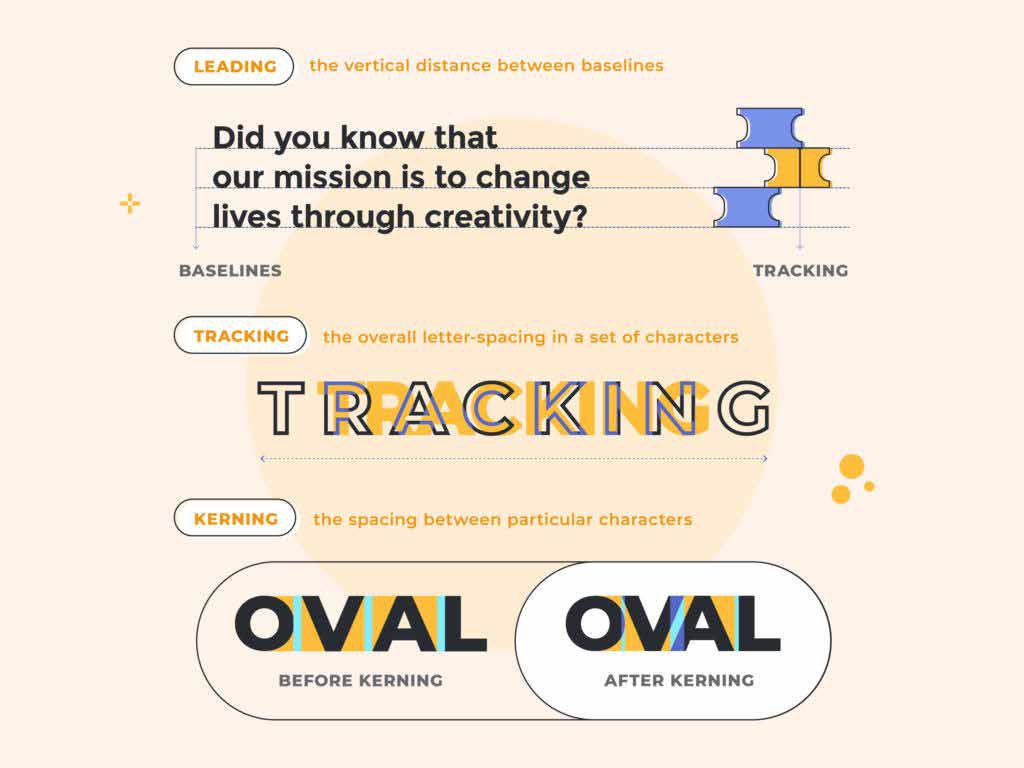 LEADING the vertical distance between baselines
Did you know that
our mission is to change
lives through creativity?
BASELINES TRACKING
TRACKING the overall letter-spacing in a set of characters
TRACKING
KERNING the spacing between particular characters
OVAL OVAL
BEFORE KERNING AFTER KERNING